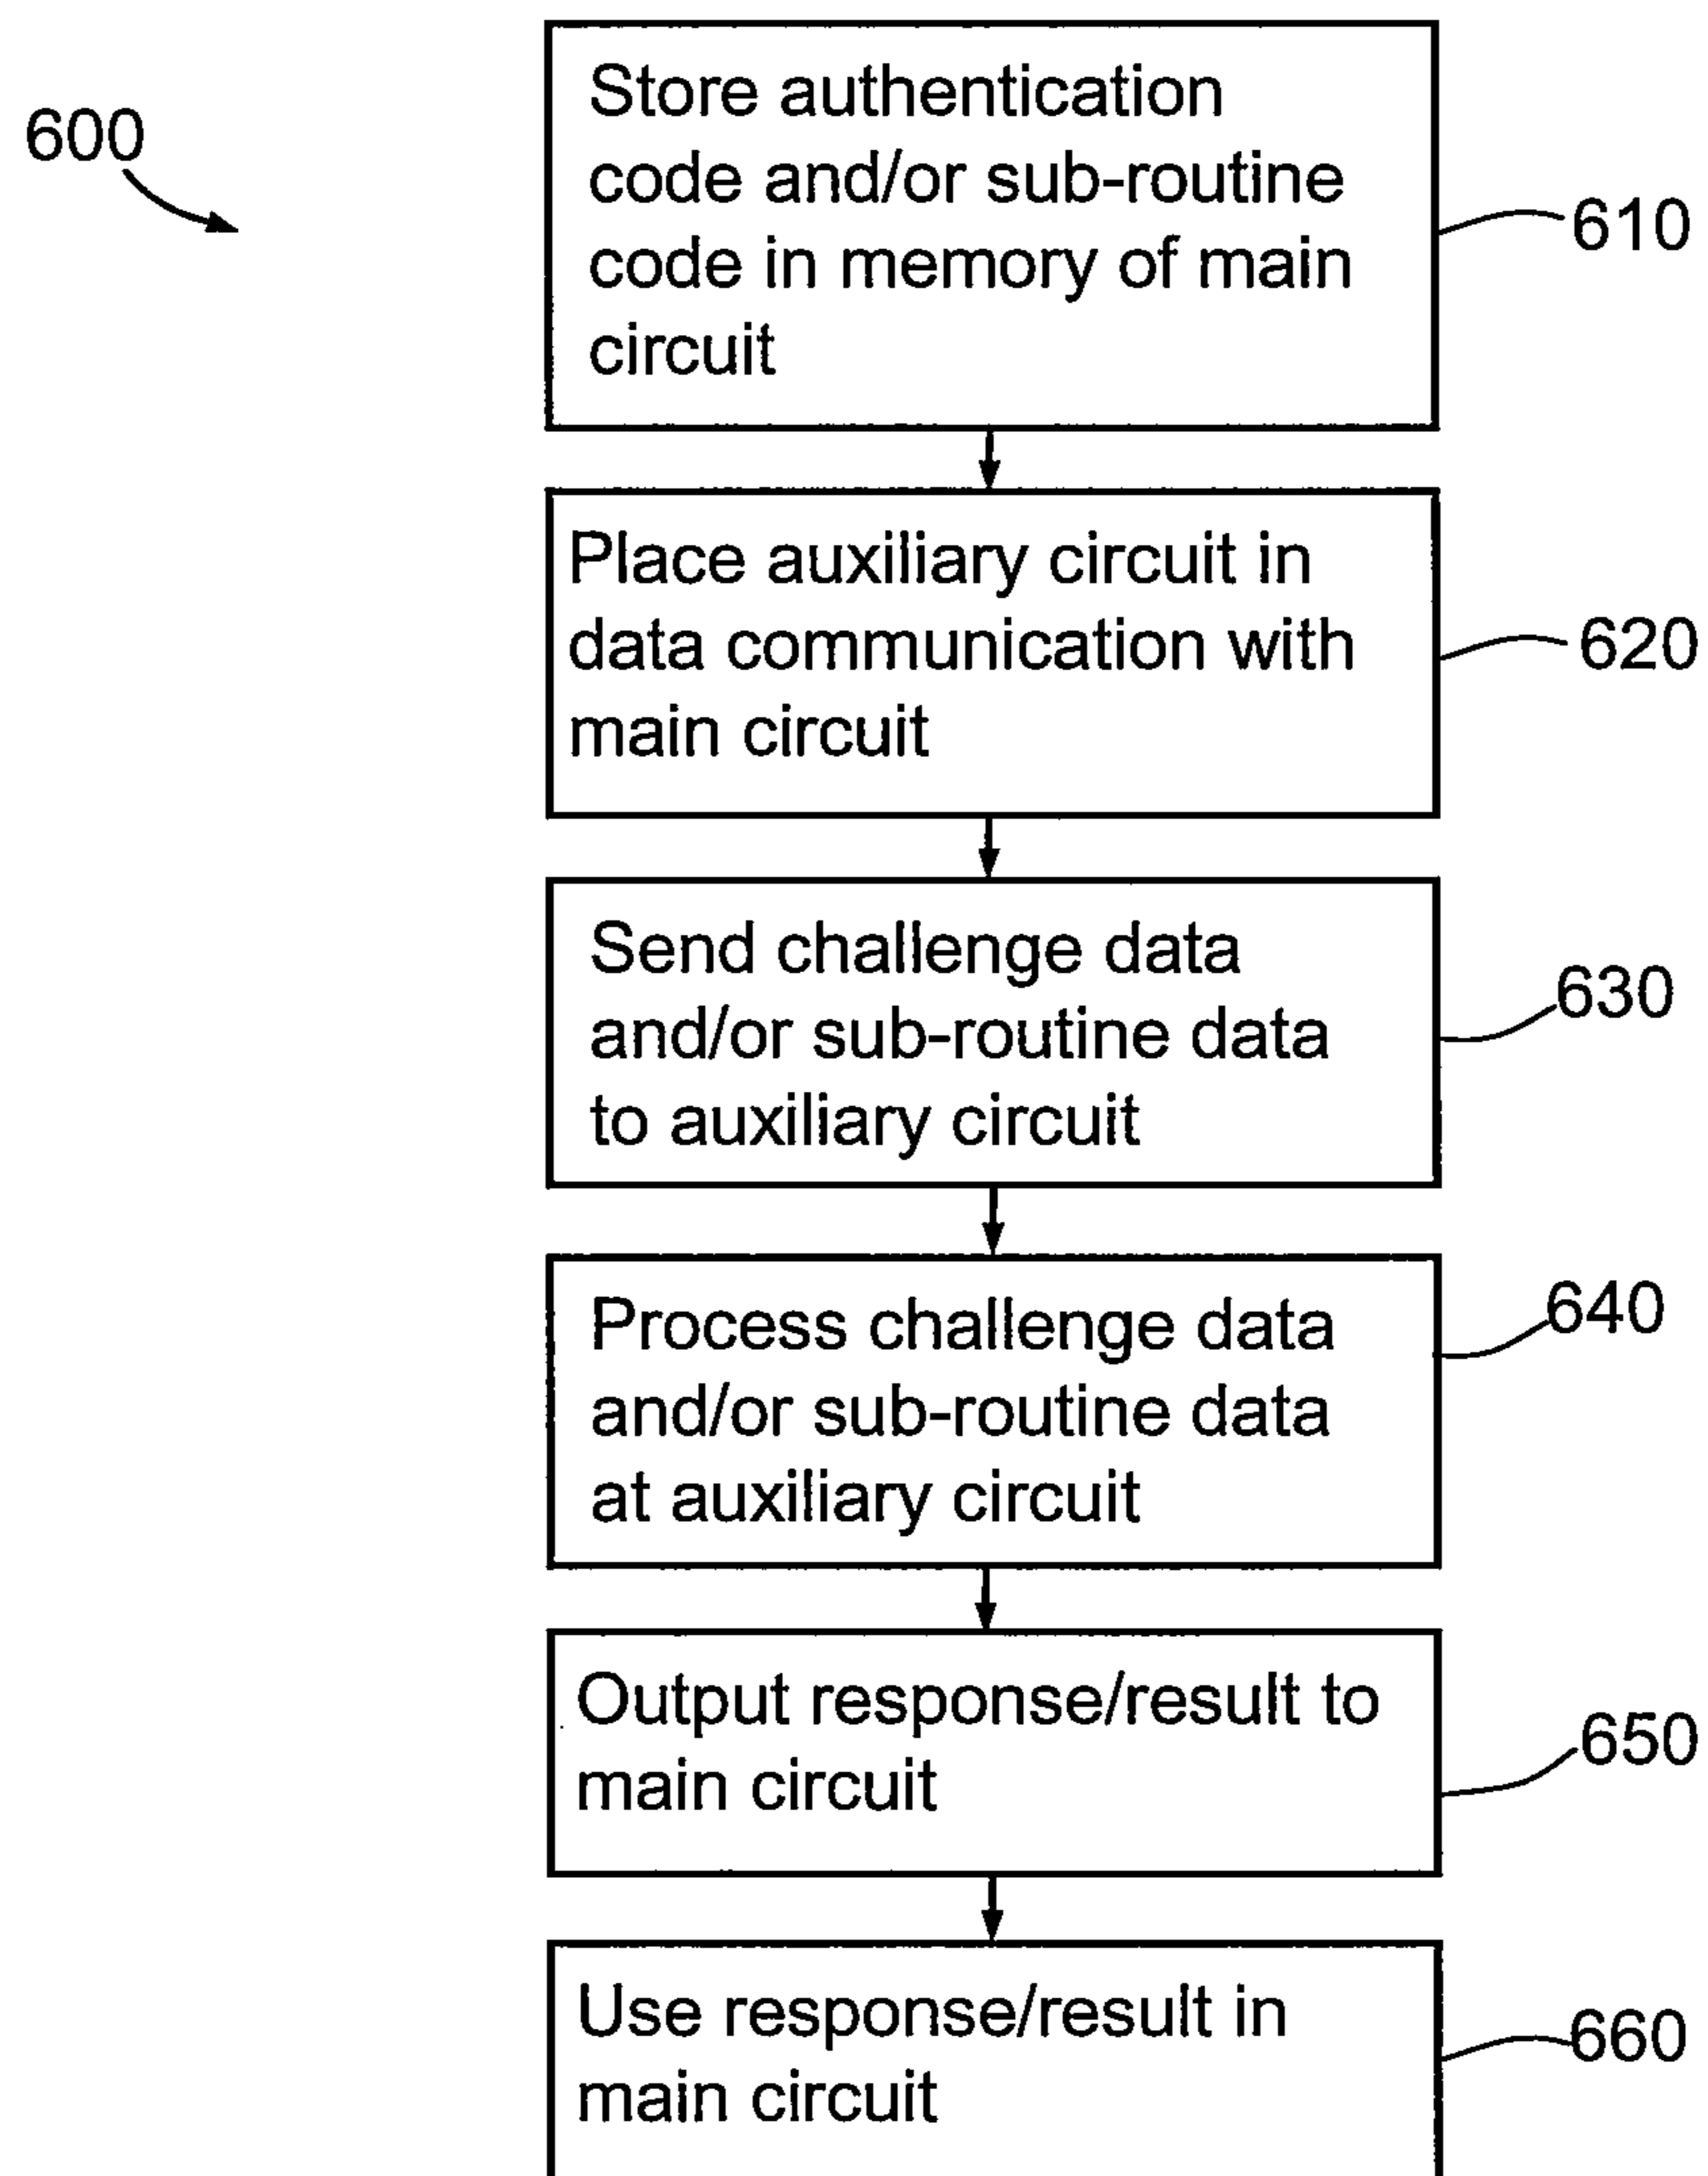 600
Store authentication
code and/or sub-routine
code in memory of main
circuit
610
Place auxiliary circuit in
data communication with
main circuit
620
Send challenge data
and/or sub-routine data
to auxiliary circuit
630
Process challenge data
and/or sub-routine data
at auxiliary circuit
640
Output response/result to
main circuit
650
Use response/result in
main circuit
660